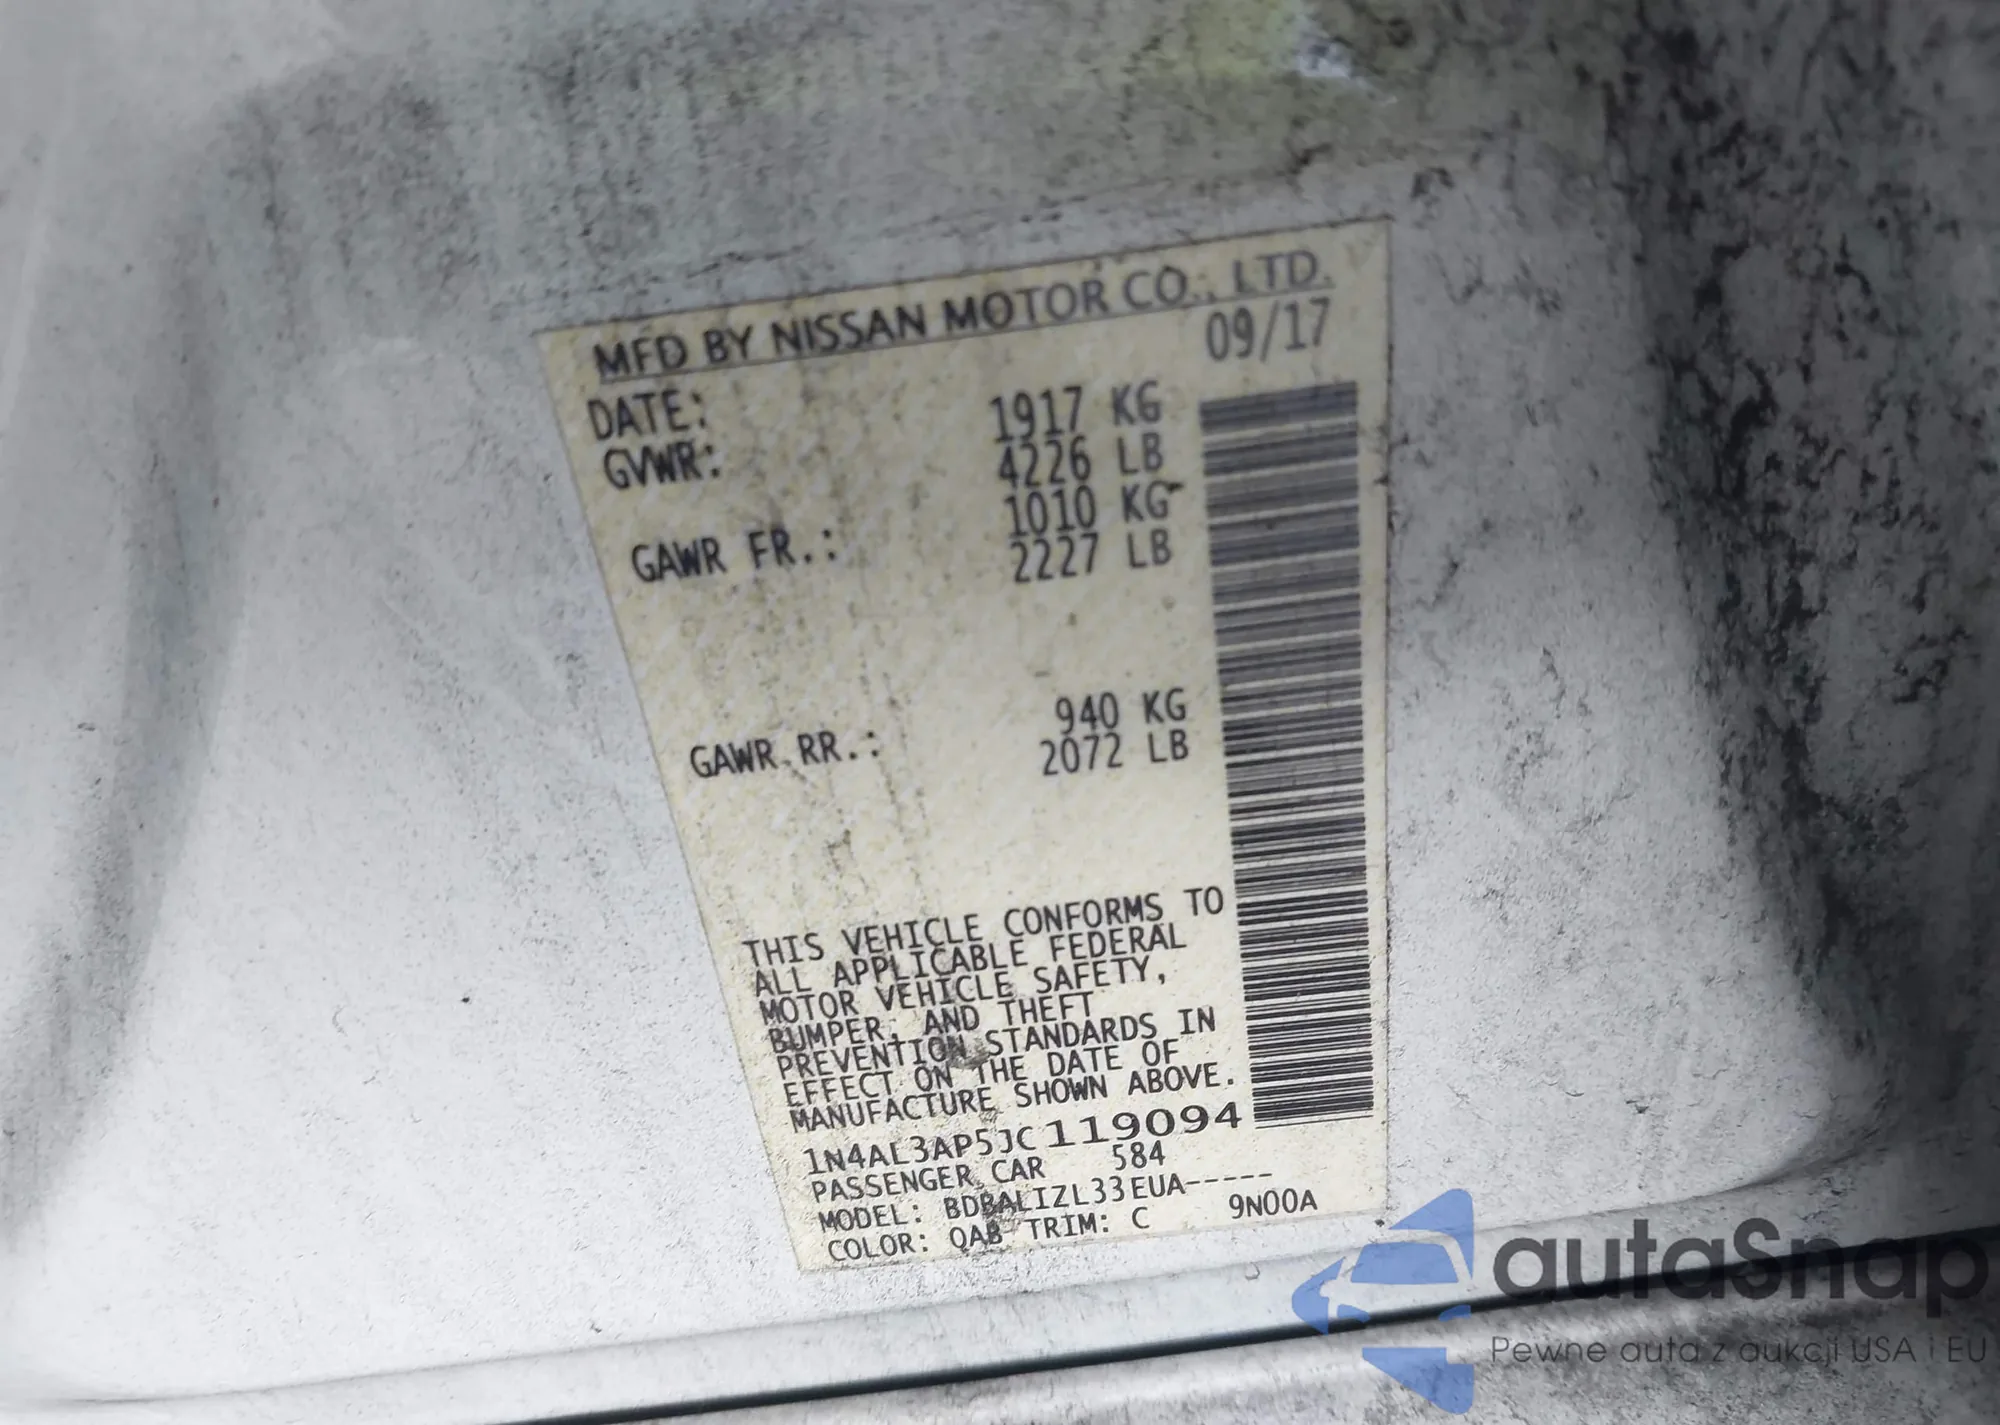 MFD BY NISSAN MOTOR CO., LTD.
DATE: 09/17
GVWR: 1917 KG
4226 LB
GAWR FR.: 1010 KG
2227 LB
GAWR RR.: 940 KG
2072 LB
THIS VEHICLE CONFORMS TO
ALL APPLICABLE FEDERAL
MOTOR VEHICLE SAFETY,
BUMPER, AND THEFT
PREVENTION STANDARDS IN
EFFECT ON THE DATE OF
MANUFACTURE SHOWN ABOVE.
1N4AL3AP5JC119094
PASSENGER CAR 584
MODEL: BDBALIZL33EUA-----
COLOR: QAB TRIM: C 9N00A
autaSnap
Pewne auta z aukcji USA i EU